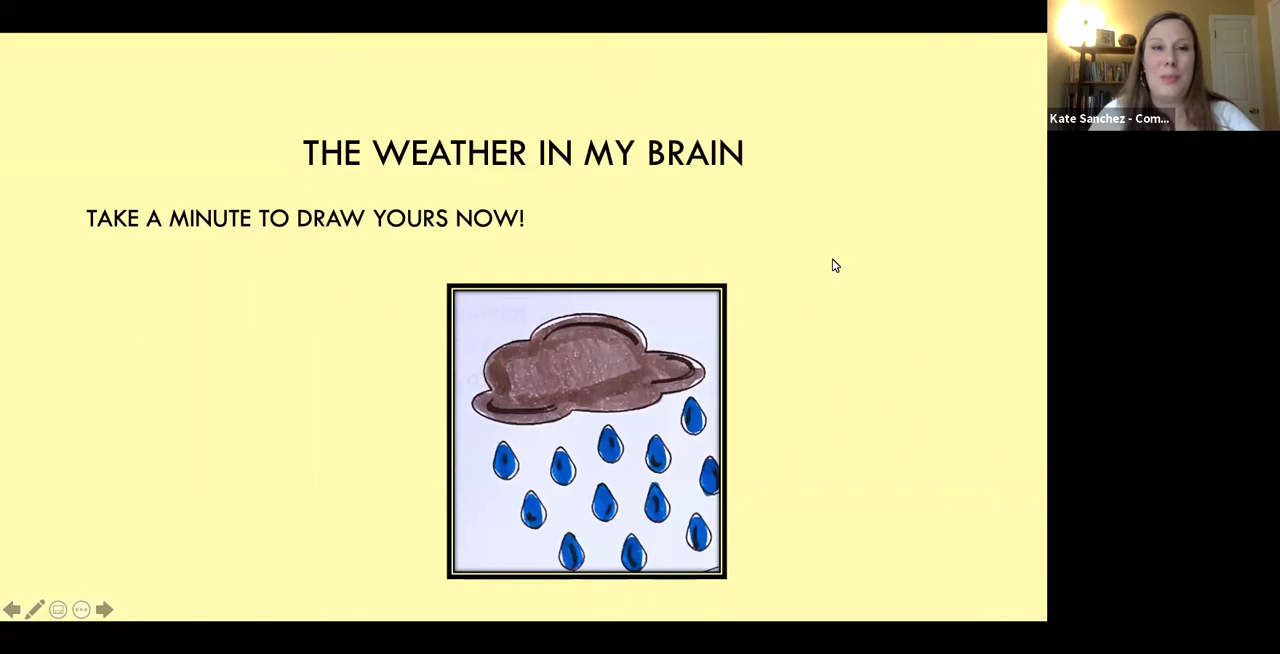 THE WEATHER IN MY BRAIN
TAKE A MINUTE TO DRAW YOURS NOW!
Kate Sanchez - Com...